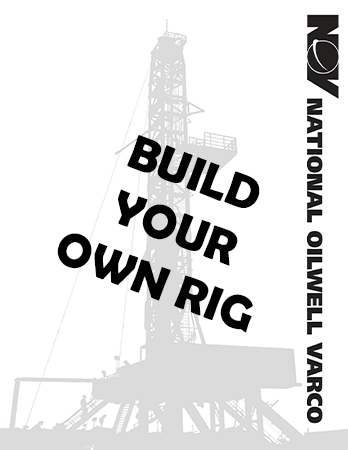 BUILD
YOUR
OWN RIG
NOV
NATIONAL OILWELL VARCO